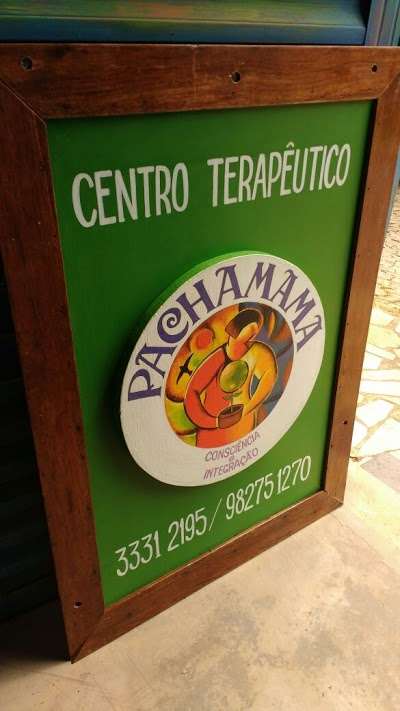 CENTRO TERAPÊUTICO
PACHAMAMA
CONSCIÊNCIA
e
INTEGRAÇÃO
3331 2195 / 98275 1270